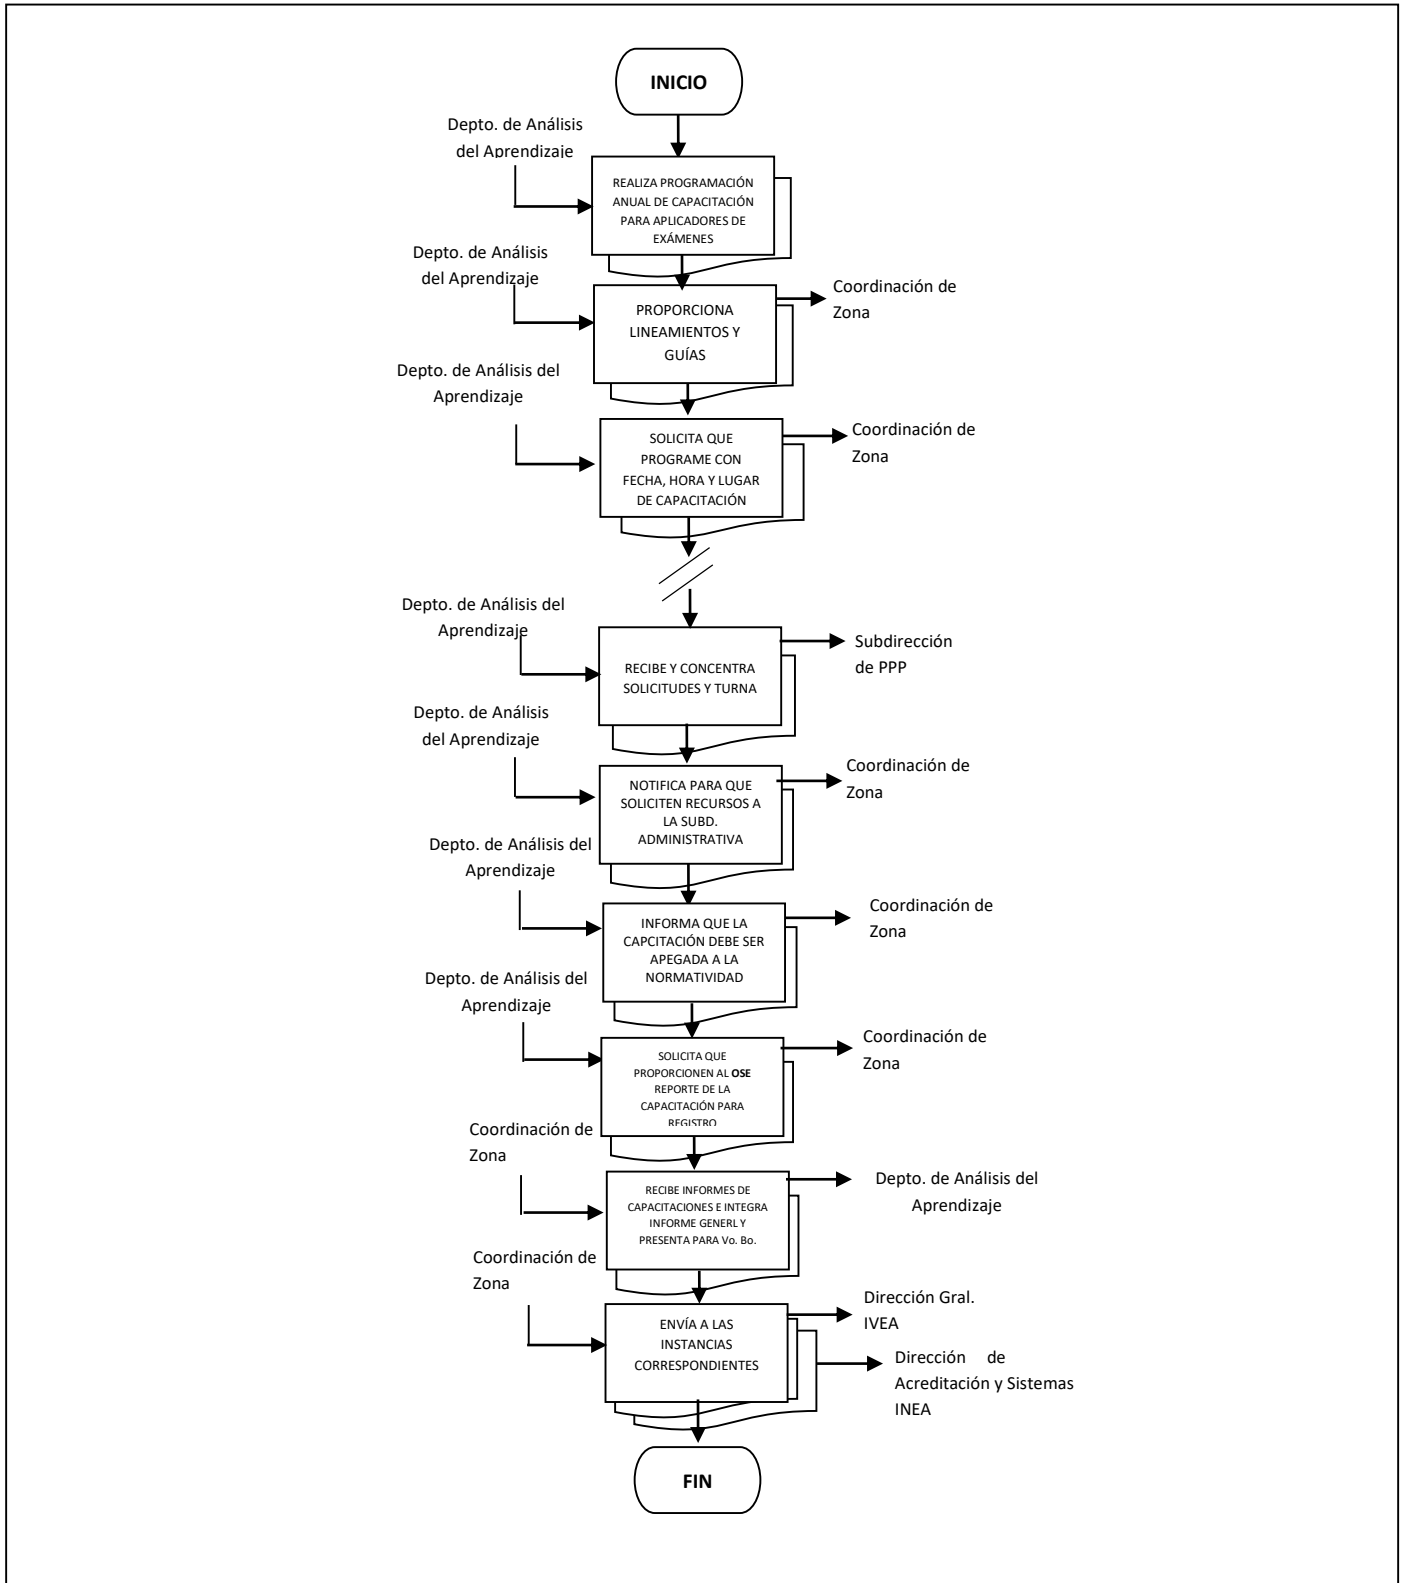 INICIO
Depto. de Análisis
del Aprendizaje
REALIZA PROGRAMACIÓN
ANUAL DE CAPACITACIÓN
PARA APLICADORES DE
EXÁMENES
Depto. de Análisis
del Aprendizaje
PROPORCIONA
LINEAMIENTOS Y
GUÍAS
Coordinación de
Zona
Depto. de Análisis del
Aprendizaje
SOLICITA QUE
PROGRAME CON
FECHA, HORA Y LUGAR
DE CAPACITACIÓN
Coordinación de
Zona
Depto. de Análisis del
Aprendizaje
RECIBE Y CONCENTRA
SOLICITUDES Y TURNA
Subdirección
de PPP
Depto. de Análisis
del Aprendizaje
NOTIFICA PARA QUE
SOLICITEN RECURSOS A
LA SUBD.
ADMINISTRATIVA
Coordinación de
Zona
Depto. de Análisis del
Aprendizaje
INFORMA QUE LA
CAPCITACIÓN DEBE SER
APEGADA A LA
NORMATIVIDAD
Coordinación de
Zona
Depto. de Análisis del
Aprendizaje
SOLICITA QUE
PROPORCIONEN AL OSE
REPORTE DE LA
CAPACITACIÓN PARA
REGISTRO
Coordinación de
Zona
Coordinación de
Zona
RECIBE INFORMES DE
CAPACITACIONES E INTEGRA
INFORME GENERL Y
PRESENTA PARA Vo. Bo.
Depto. de Análisis del
Aprendizaje
Coordinación de
Zona
ENVÍA A LAS
INSTANCIAS
CORRESPONDIENTES
Dirección Gral.
IVEA
Dirección de
Acreditación y Sistemas
INEA
FIN